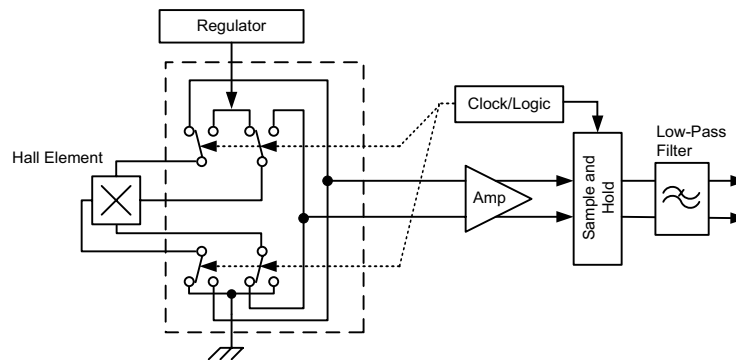 Regulator
Clock/Logic
Low-Pass
Filter
Hall Element
Amp
Sample and
Hold